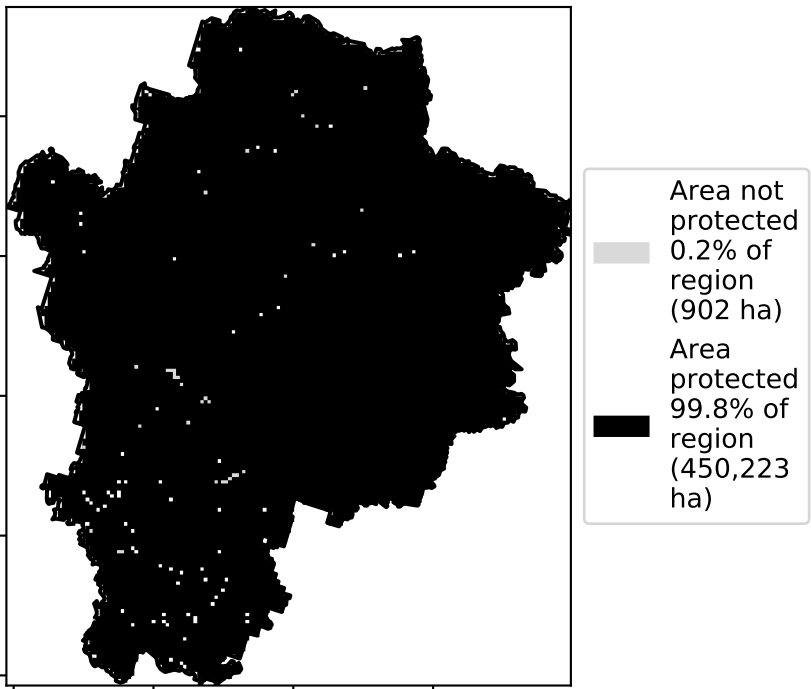 Area not
protected
0.2% of
region
(902 ha)
Area
protected
99.8% of
region
(450,223
ha)